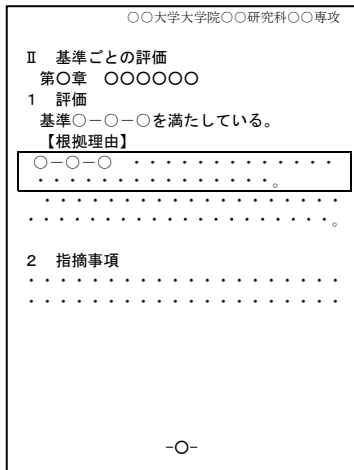 ○○大学大学院○○研究科○○専攻
Ⅱ　基準ごとの評価
第○章　○○○○○○
1　評価
基準○－○－○を満たしている。
【根拠理由】
○－○－○　・・・・・・・・・・・・・
・・・・・・・・・・・・・・・。
・・・・・・・・・・・・・・・・・・・
・・・・・・・・・・・・・・・・・・・。
2　指摘事項
・・・・・・・・・・・・・・・・・・・・
・・・・・・・・・・・・・・・・・・・・
-○-